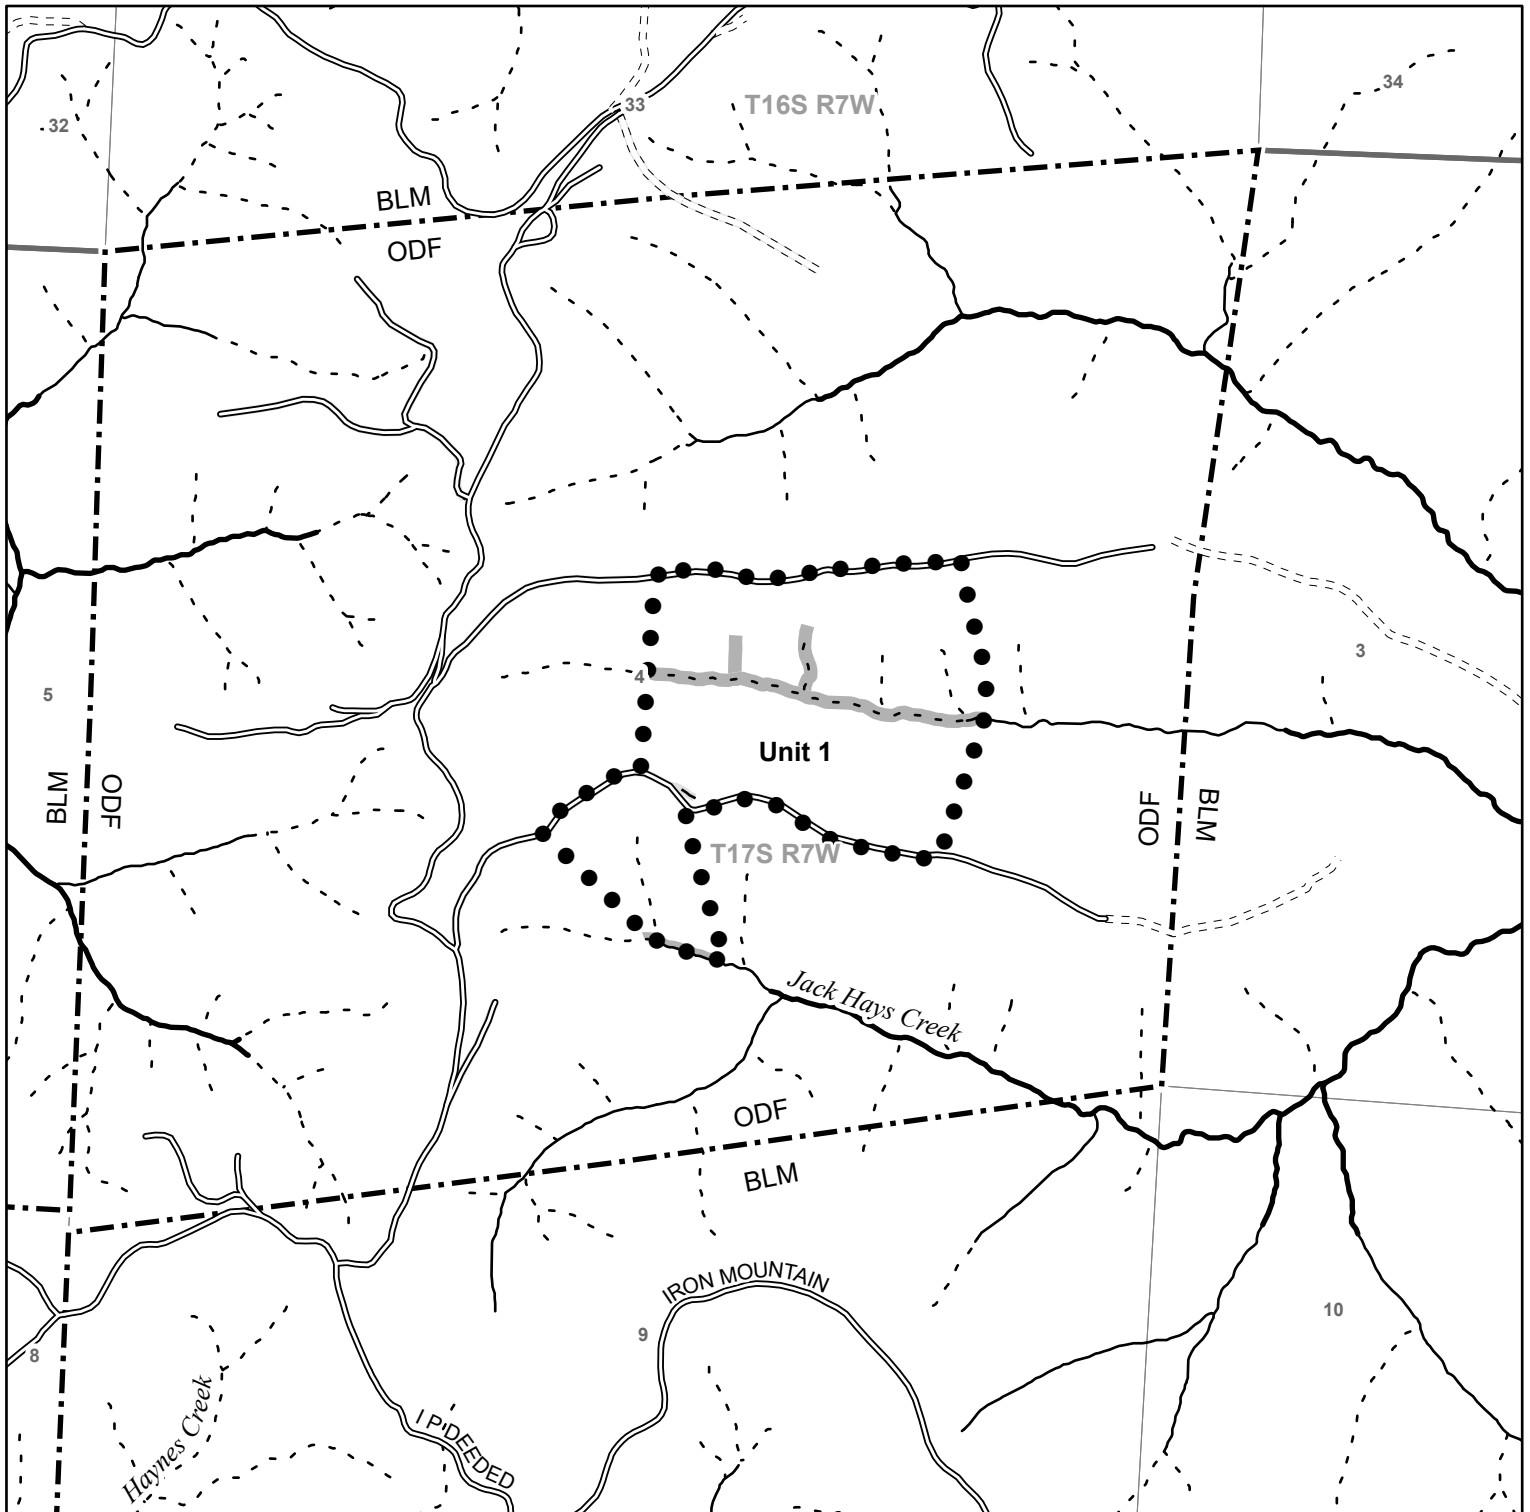 34
33
T16S R7W
32
BLM
ODF
3
4
5
Unit 1
BLM
ODF
ODF
BLM
T17S R7W
Jack Hays Creek
ODF
BLM
IRON MOUNTAIN
10
9
8
Haynes Creek
I P DEEDED